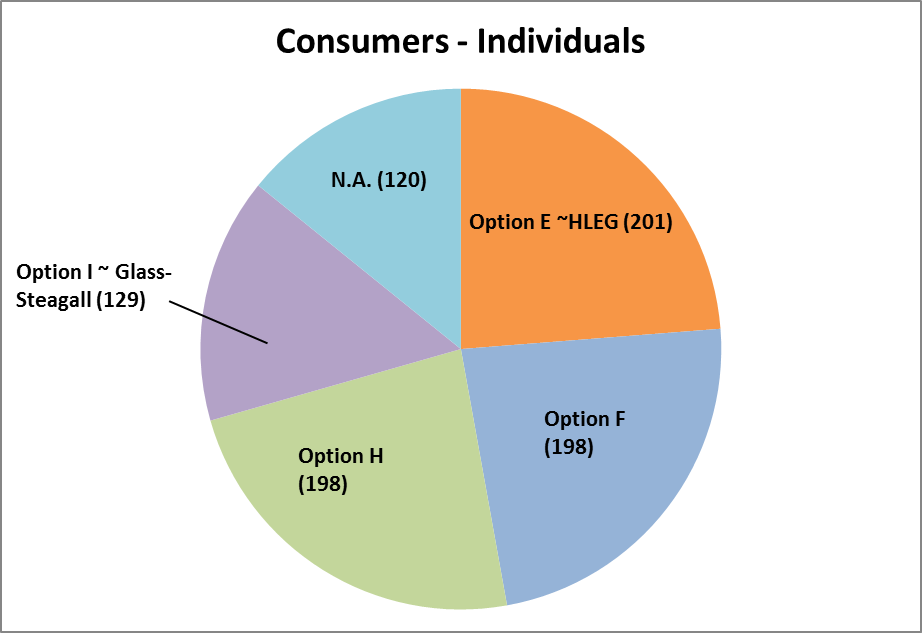 Consumers - Individuals
N.A. (120)
Option E ~HLEG (201)
Option I ~ Glass-
Steagall (129)
Option F
(198)
Option H
(198)